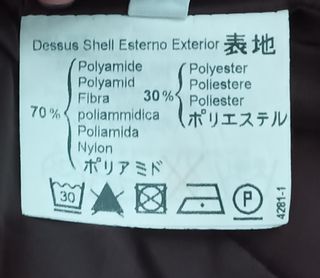 Dessus Shell Esterno Exterior 表地
70%
Polyamide
Polyamid
Fibra
poliammidica
Poliamida
Nylon
ポリアミド
30%
Polyester
Poliestere
Poliester
ポリエステル
30
P
4281-1